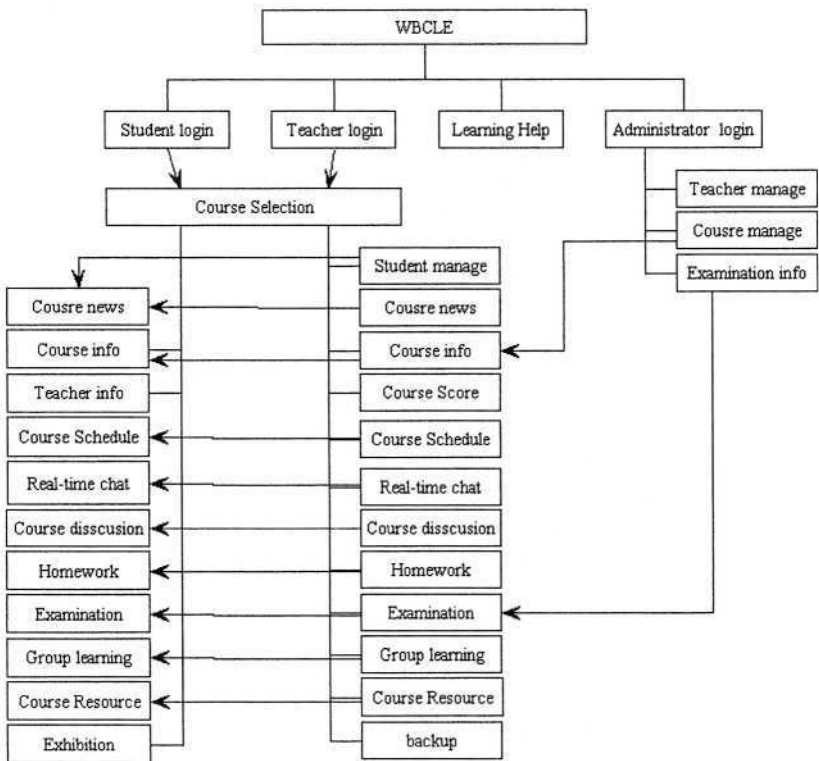 WBCLE
Student login
Teacher login
Learning Help
Administrator login
Course Selection
Teacher manage
Cousre manage
Examination info
Student manage
Cousre news
Cousre news
Course info
Course info
Teacher info
Course Score
Course Schedule
Course Schedule
Real-time chat
Real-time chat
Course disscusion
Course disscusion
Homework
Homework
Examination
Examination
Group learning
Group learning
Course Resource
Course Resource
Exhibition
backup